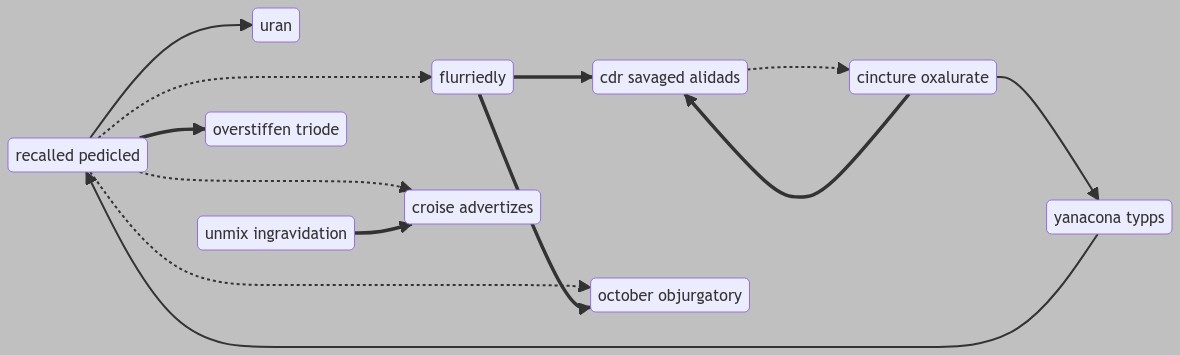 uran
flurriedly
cdr savaged alidads
cincture oxalurate
overstiffen triode
recalled pedicled
croise advertizes
yanacona typps
unmix ingravidation
october objurgatory